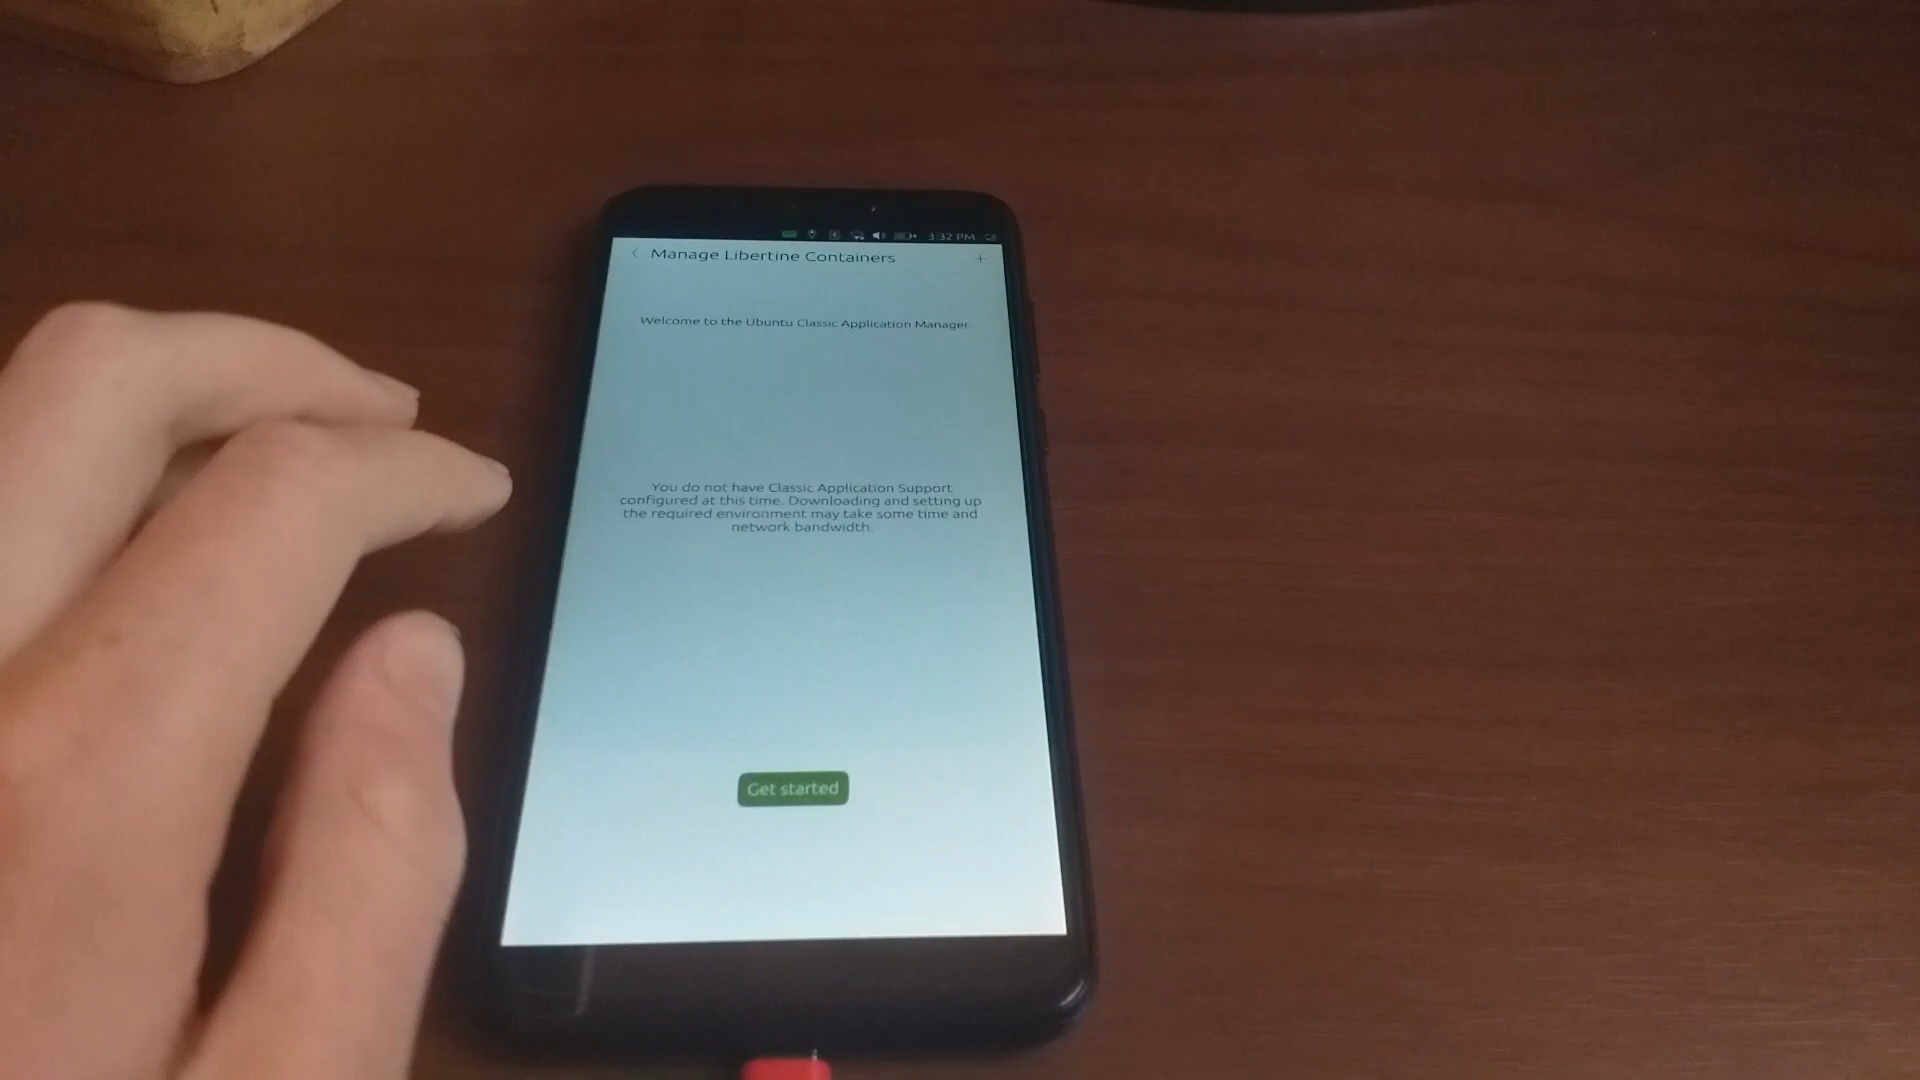 3:32 PM
Manage Libertine Containers
Welcome to the Ubuntu Classic Application Manager
You do not have Classic Application Support
configured at this time. Downloading and setting up
the required environment may take some time and
network bandwidth.
Get started